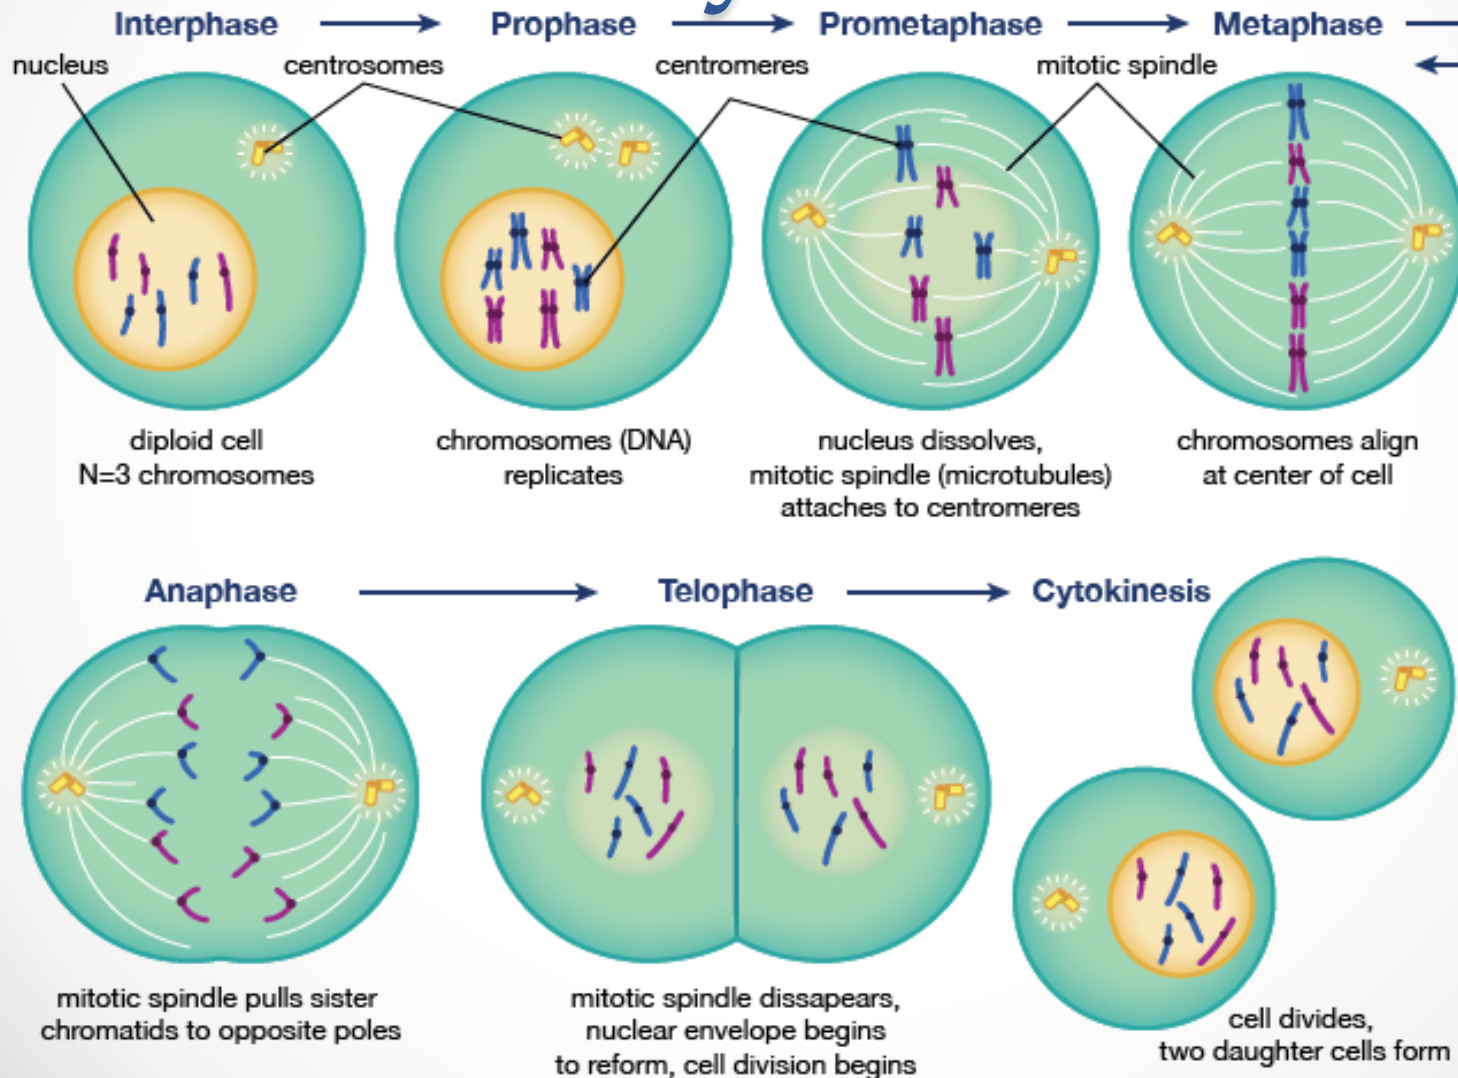 Interphase
Prophase
Prometaphase
Metaphase
nucleus
centrosomes
centromeres
mitotic spindle
diploid cell
N=3 chromosomes
chromosomes (DNA)
replicates
nucleus dissolves,
mitotic spindle (microtubules)
attaches to centromeres
chromosomes align
at center of cell
Anaphase
Telophase
Cytokinesis
mitotic spindle pulls sister
chromatids to opposite poles
mitotic spindle dissapears,
nuclear envelope begins
to reform, cell division begins
cell divides,
two daughter cells form